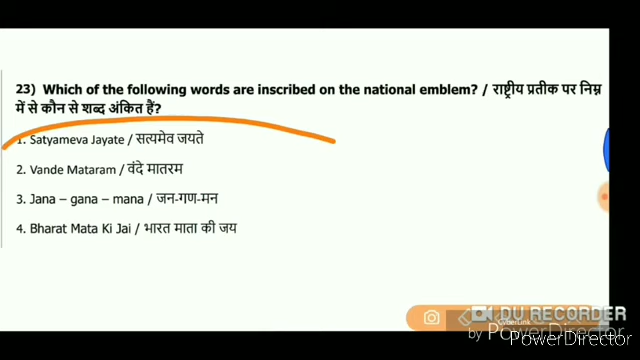 23) Which of the following words are inscribed on the national emblem? / राष्ट्रीय प्रतीक पर निम्न
में से कौन से शब्द अंकित हैं?
1. Satyameva Jayate / सत्यमेव जयते
2. Vande Mataram / वंदे मातरम
3. Jana – gana – mana / जन-गण-मन
4. Bharat Mata Ki Jai / भारत माता की जय
DU RECORDER
CyberLink
by PowerDirector
PowerDirector